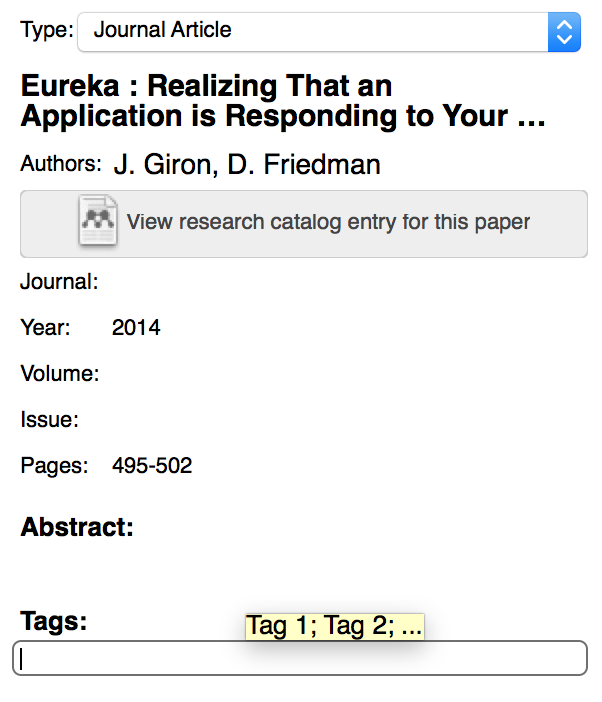 Type: Journal Article
Eureka : Realizing That an
Application is Responding to Your ...
Authors: J. Giron, D. Friedman
View research catalog entry for this paper
Journal:
Year: 2014
Volume:
Issue:
Pages: 495-502
Abstract:
Tags:
Tag 1; Tag 2; ...